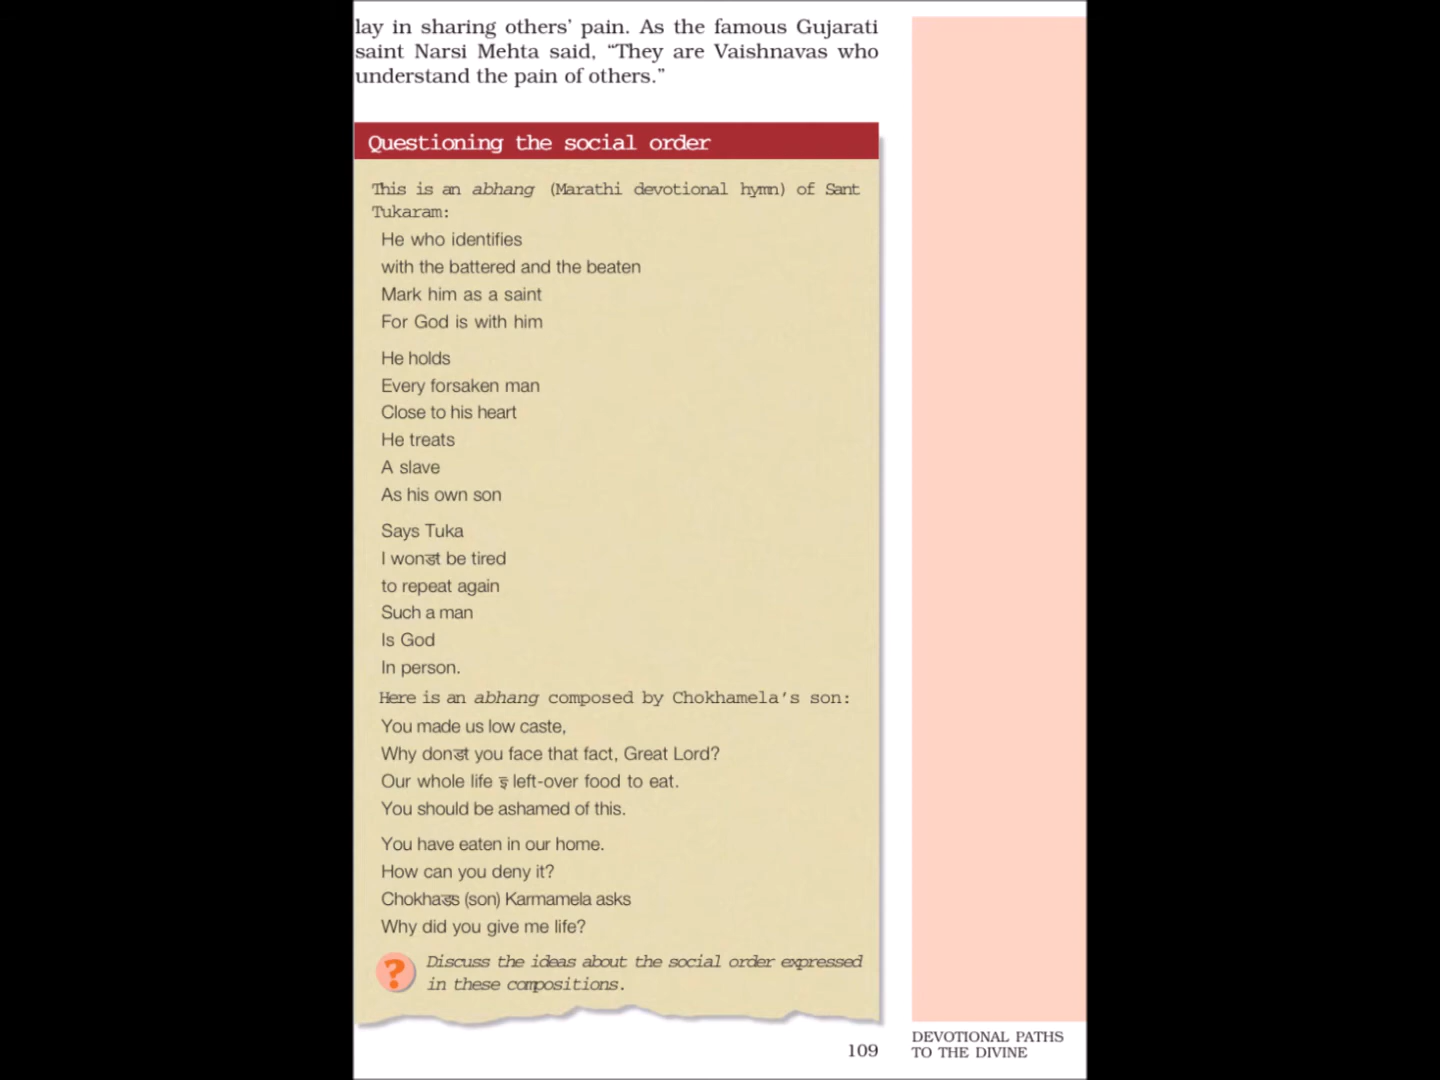 lay in sharing others’ pain. As the famous Gujarati
saint Narsi Mehta said, “They are Vaishnavas who
understand the pain of others.”
Questioning the social order
This is an abhang (Marathi devotional hymn) of Sant
Tukaram:
He who identifies
with the battered and the beaten
Mark him as a saint
For God is with him
He holds
Every forsaken man
Close to his heart
He treats
A slave
As his own son
Says Tuka
I wonड़t be tired
to repeat again
Such a man
Is God
In person.
Here is an abhang composed by Chokhamela’s son:
You made us low caste,
Why donड़t you face that fact, Great Lord?
Our whole life इ left-over food to eat.
You should be ashamed of this.
You have eaten in our home.
How can you deny it?
Chokhaड़s (son) Karmamela asks
Why did you give me life?
?
Discuss the ideas about the social order expressed
in these compositions.
109
DEVOTIONAL PATHS
TO THE DIVINE